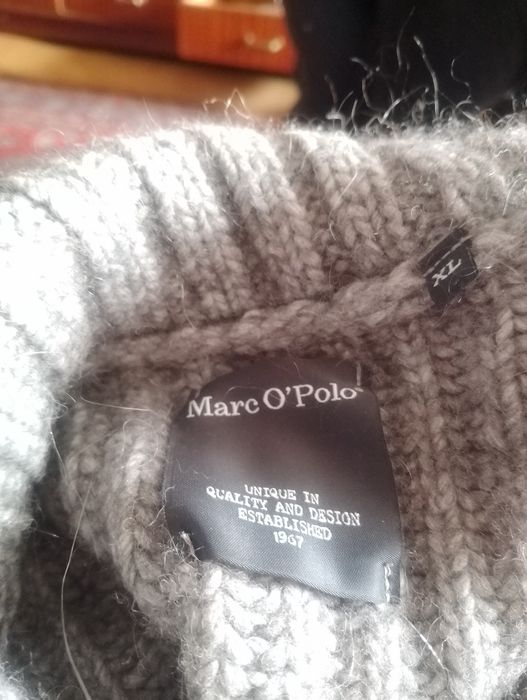 XL
Marc O'Polo
UNIQUE IN
QUALITY AND DESIGN
ESTABLISHED
1967